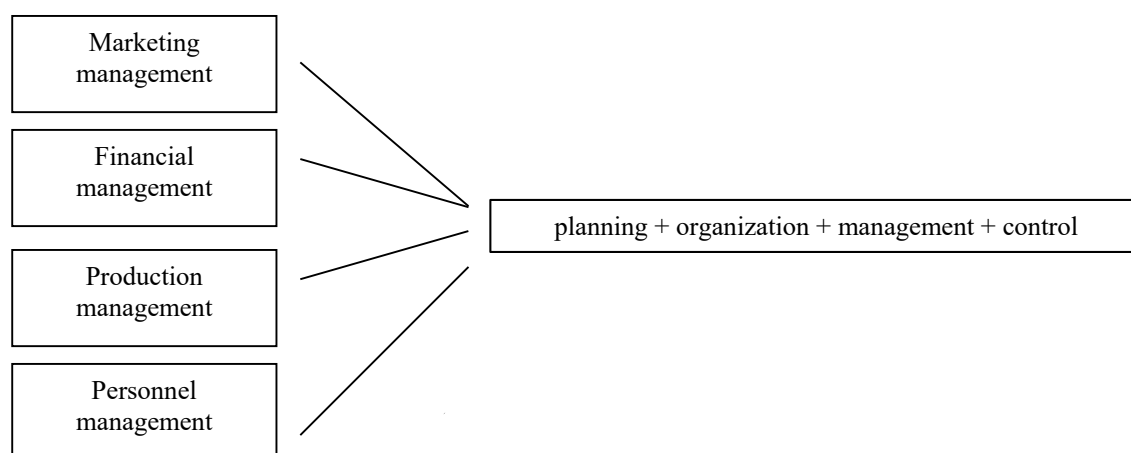 Marketing
management
Financial
management
planning + organization + management + control
Production
management
Personnel
management